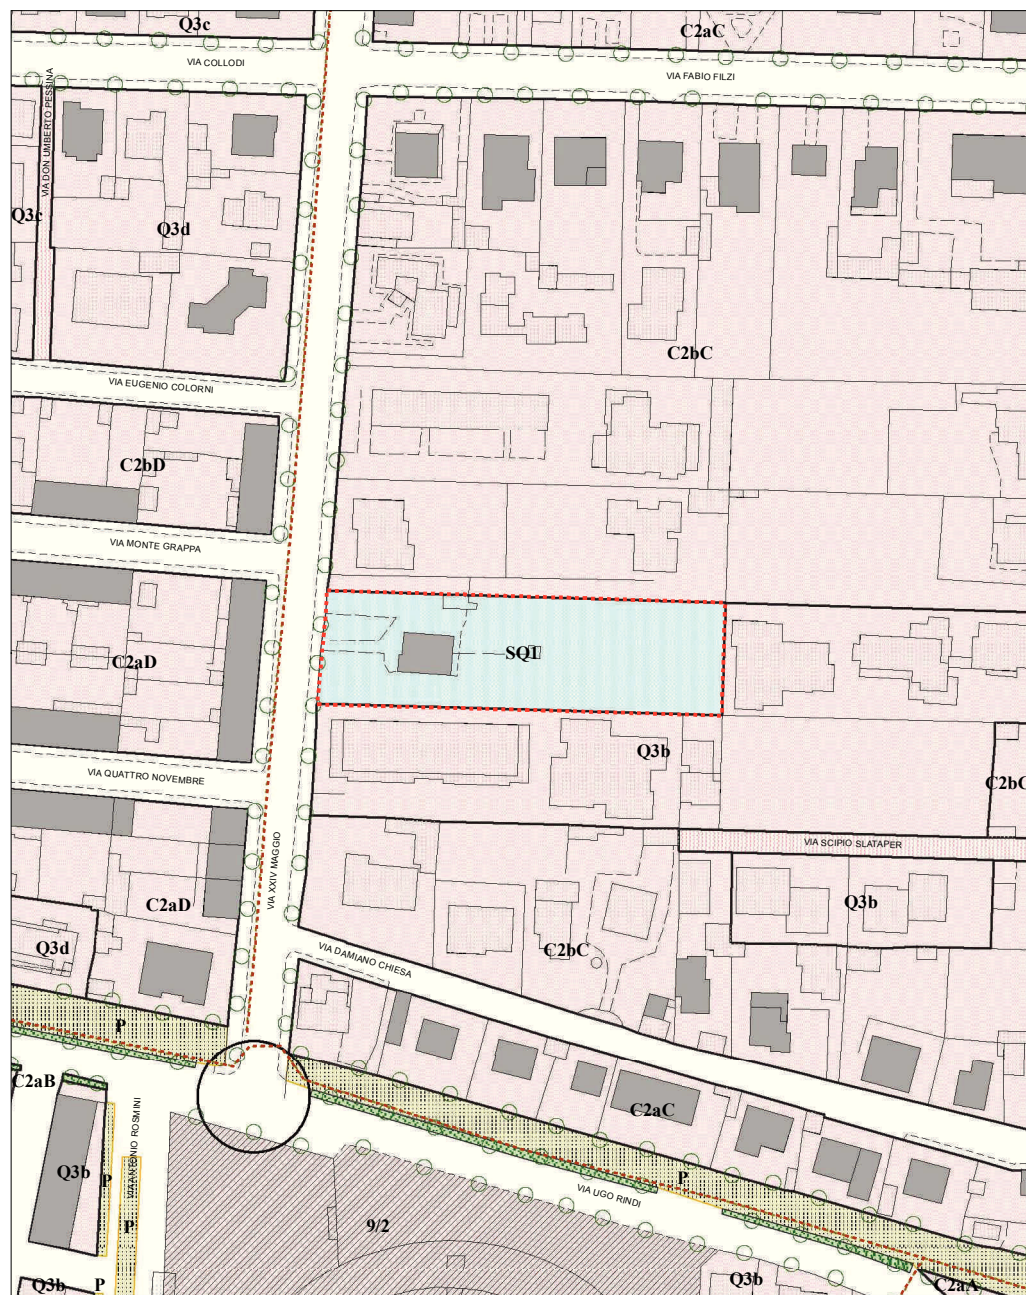 Q3c
C2aC
VIA COLLODI
VIA FABIO FILZI
VIA DON UMBERTO PESSINA
Q3c
Q3d
C2bC
VIA EUGENIO COLORNI
C2bD
VIA MONTE GRAPPA
C2aD
SQ1
Q3b
VIA QUATTRO NOVEMBRE
C2bC
VIA XXIV MAGGIO
VIA SCIPIO SLATAPER
C2aD
Q3b
Q3d
C2bC
VIA DAMIANO CHIESA
P
C2aB
C2aC
VIA ANTONIO ROSMINI
Q3b
P
P
P
VIA UGO RINDI
9/2
Q3b
P
Q3b
C2aA